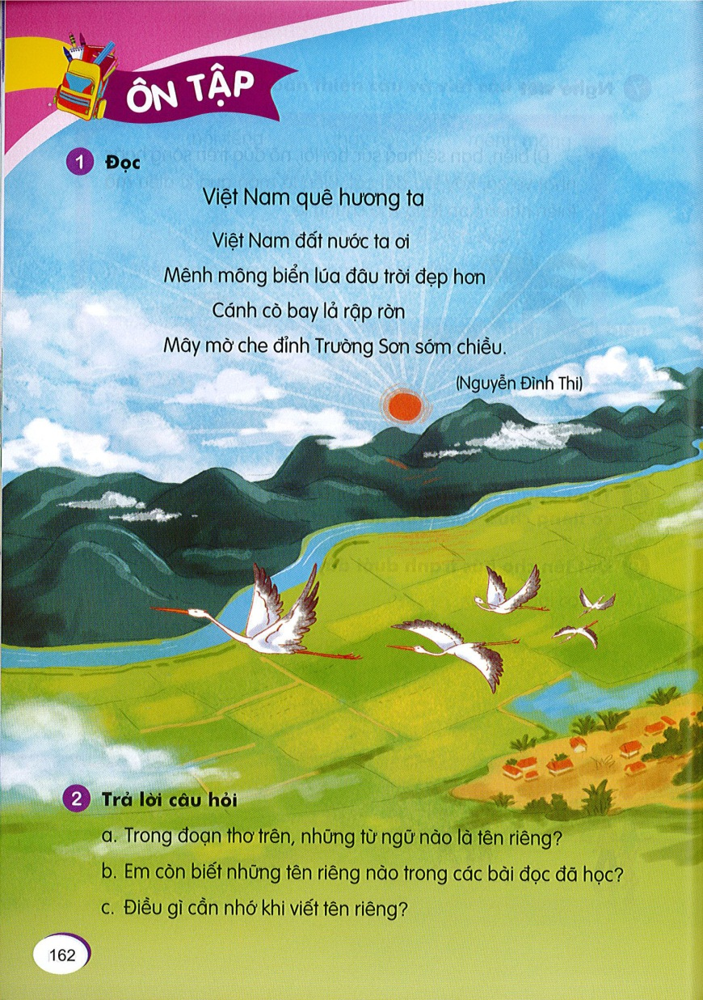 ÔN TẬP
1 Đọc
Việt Nam quê hương ta
Việt Nam đất nước ta ơi
Mênh mông biển lúa đâu trời đẹp hơn
Cánh cò bay lả rập rờn
Mây mờ che đỉnh Trường Sơn sớm chiều.
(Nguyễn Đình Thi)
2 Trả lời câu hỏi
a. Trong đoạn thơ trên, những từ ngữ nào là tên riêng?
b. Em còn biết những tên riêng nào trong các bài đọc đã học?
c. Điều gì cần nhớ khi viết tên riêng?
162